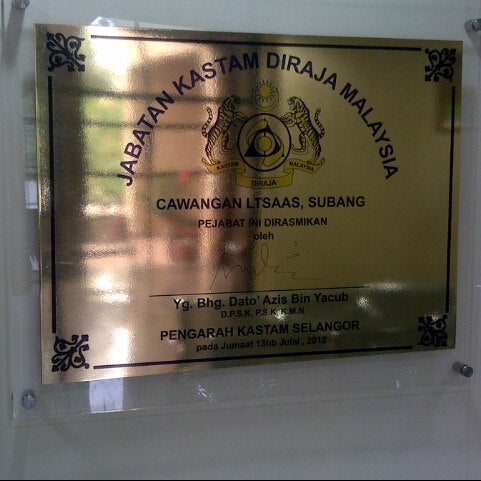 JABATAN KASTAM DIRAJA MALAYSIA
KASTAM MALAYSIA
DIRAJA
CAWANGAN LTSAAS, SUBANG
PEJABAT INI DIRASMIKAN
oleh
Yg. Bhg. Dato' Azis Bin Yacub
D.P.S.K, P.S.K, K.M.N
PENGARAH KASTAM SELANGOR
pada Jumaat 13hb Julai , 2012